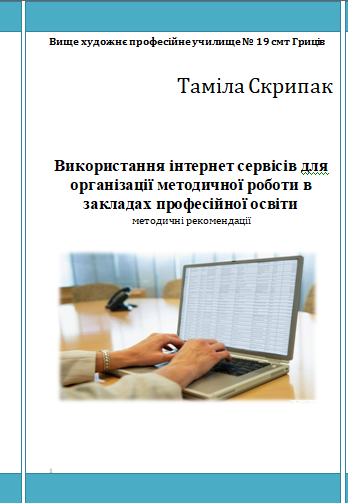 Вище художнє професійне училище № 19 смт Гриців
Таміла Скрипак
Використання інтернет сервісів для
організації методичної роботи в
закладах професійної освіти
методичні рекомендації